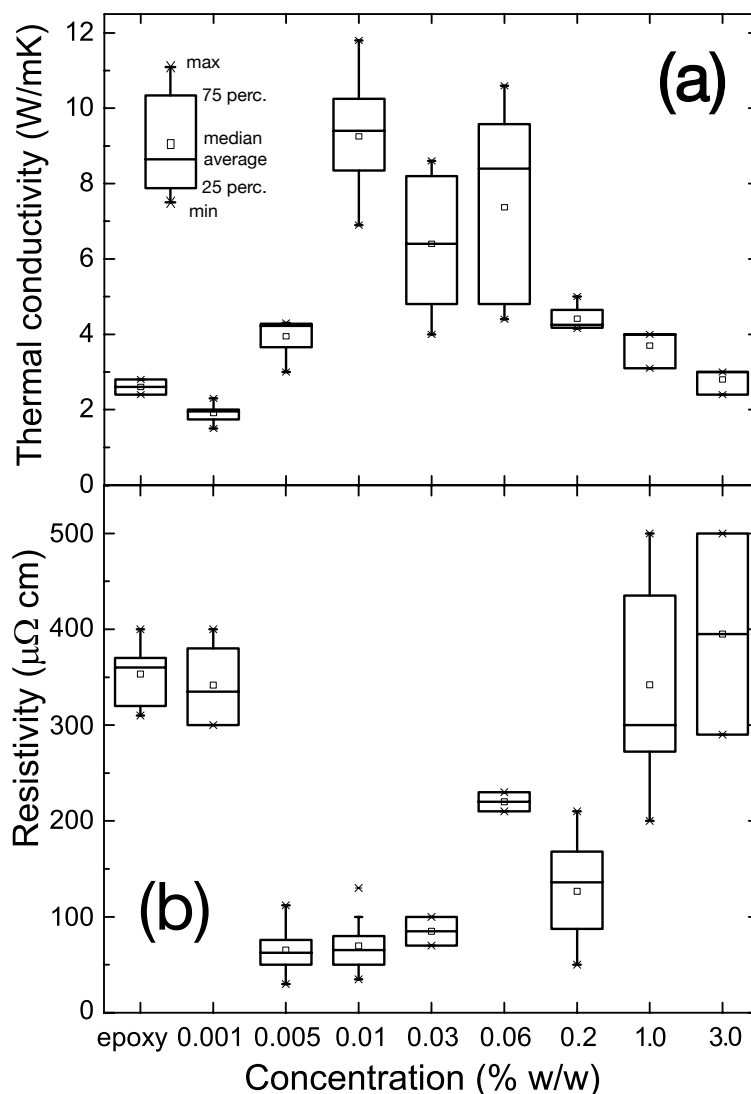 Thermal conductivity (W/mK)
12
10
8
6
4
2
0
max
75 perc.
median
average
25 perc.
min
(a)
Resistivity (μΩ cm)
500
400
300
200
100
0
(b)
epoxy 0.001 0.005 0.01 0.03 0.06 0.2 1.0 3.0
Concentration (% w/w)